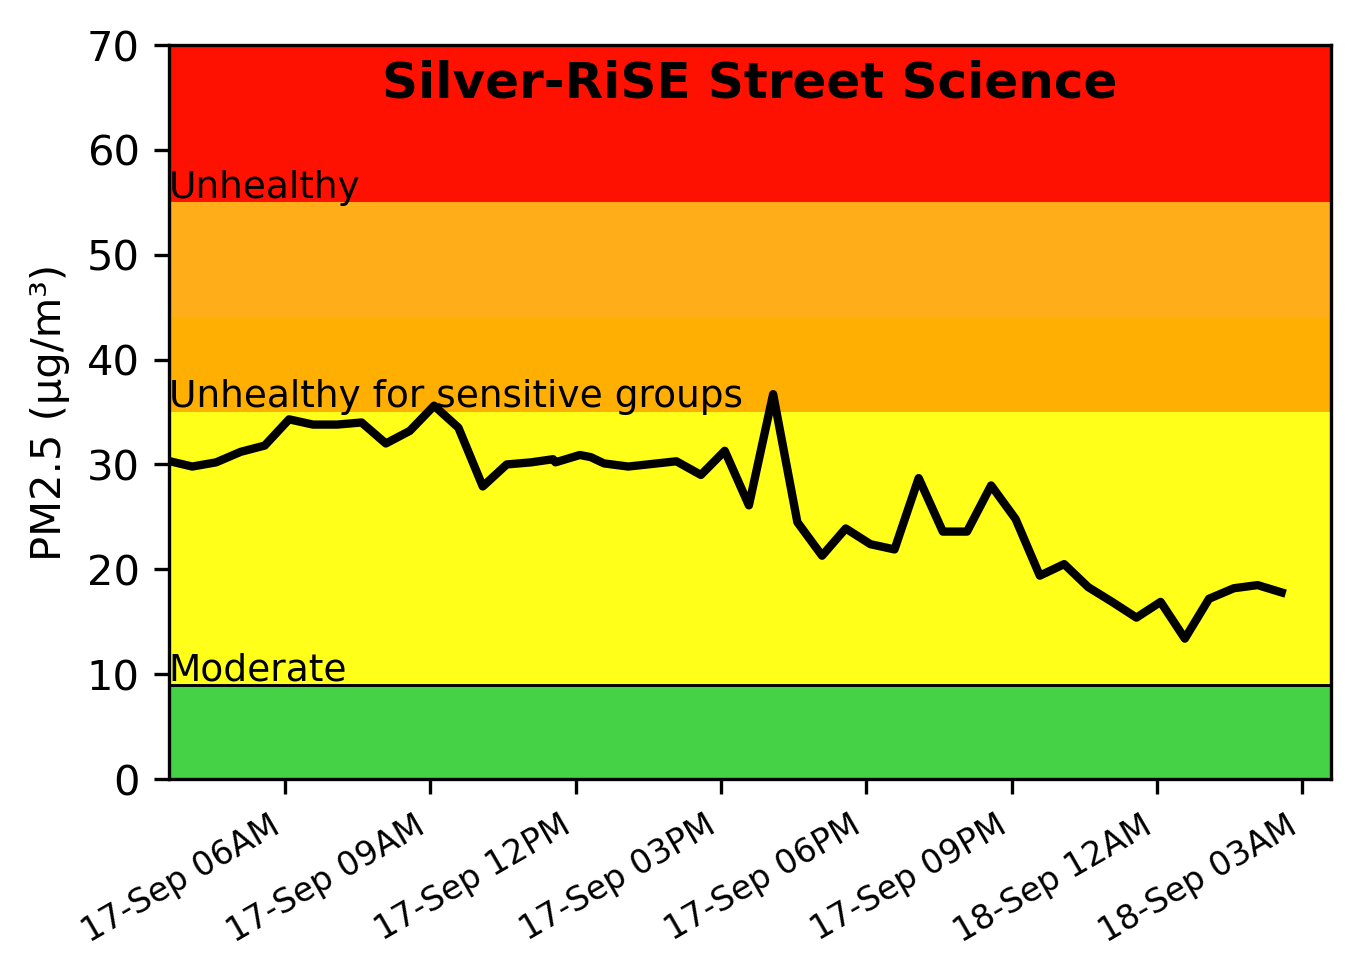 Silver-RiSE Street Science
PM2.5 (μg/m³)
70
60
50
40
30
20
10
0
Unhealthy
Unhealthy for sensitive groups
Moderate
17-Sep 06AM
17-Sep 09AM
17-Sep 12PM
17-Sep 03PM
17-Sep 06PM
17-Sep 09PM
18-Sep 12AM
18-Sep 03AM